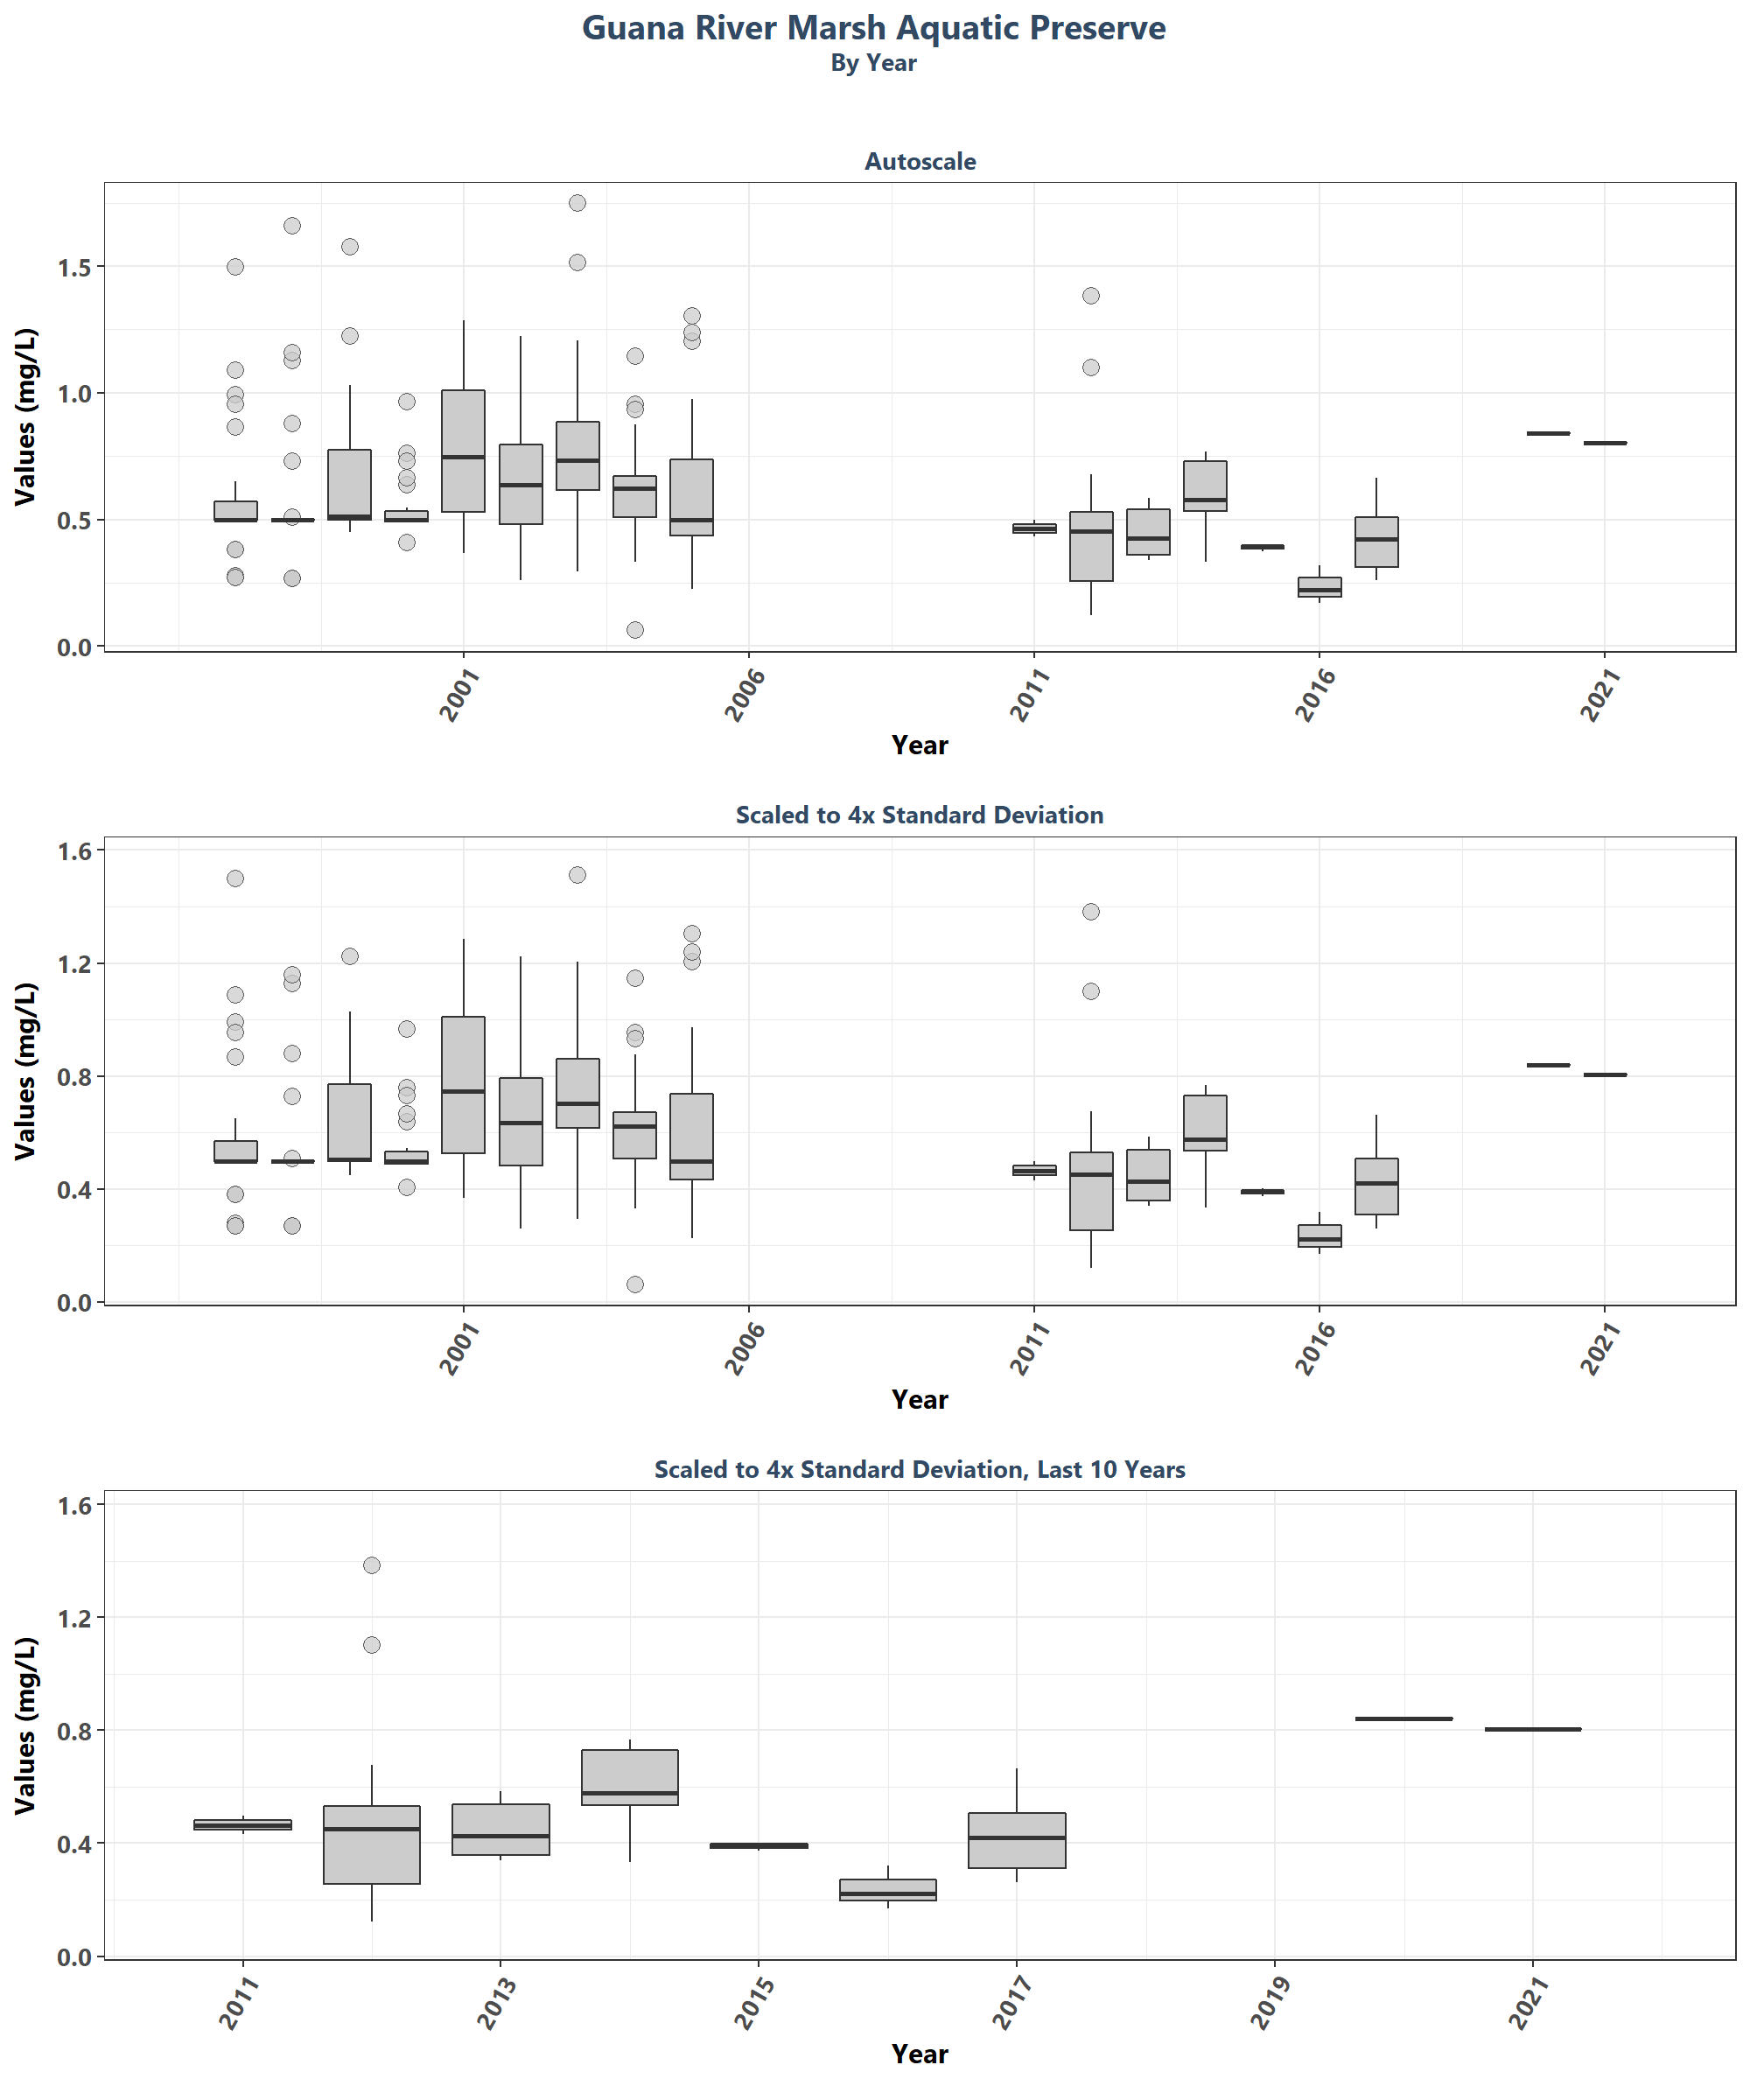 Guana River Marsh Aquatic Preserve
By Year
Autoscale
Values (mg/L)
1.5
1.0
0.5
0.0
2001
2006
2011
2016
2021
Year
Scaled to 4x Standard Deviation
Values (mg/L)
1.6
1.2
0.8
0.4
0.0
2001
2006
2011
2016
2021
Year
Scaled to 4x Standard Deviation, Last 10 Years
Values (mg/L)
1.6
1.2
0.8
0.4
0.0
2011
2013
2015
2017
2019
2021
Year